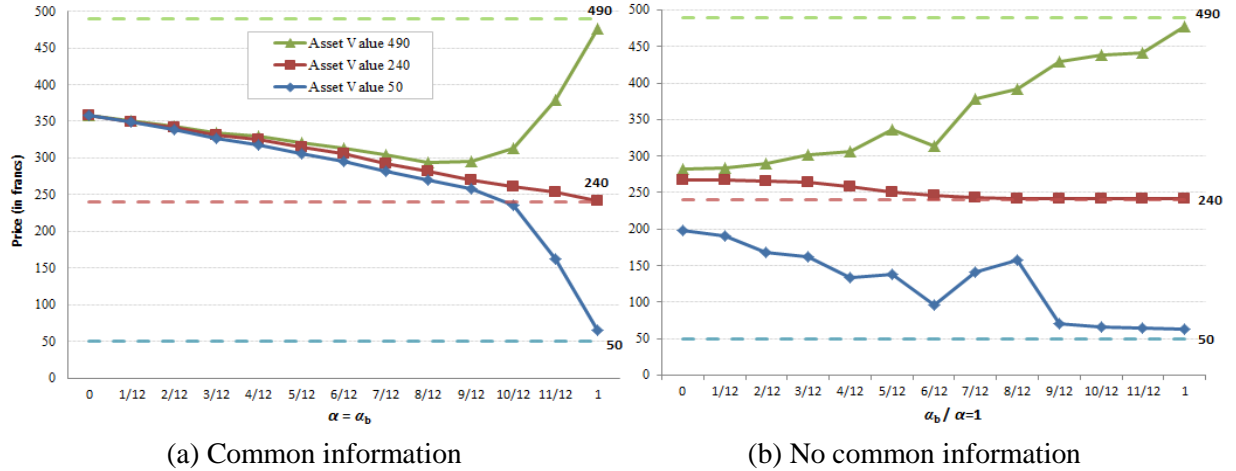 500
450
400
350
300
250
200
150
100
50
0
Price (in francs)
Asset Value 490
Asset Value 240
Asset Value 50
490
240
50
0 1/12 2/12 3/12 4/12 5/12 6/12 7/12 8/12 9/12 10/12 11/12 1
α = αb
(a) Common information
500
450
400
350
300
250
200
150
100
50
0
490
240
50
0 1/12 2/12 3/12 4/12 5/12 6/12 7/12 8/12 9/12 10/12 11/12 1
αb / α=1
(b) No common information